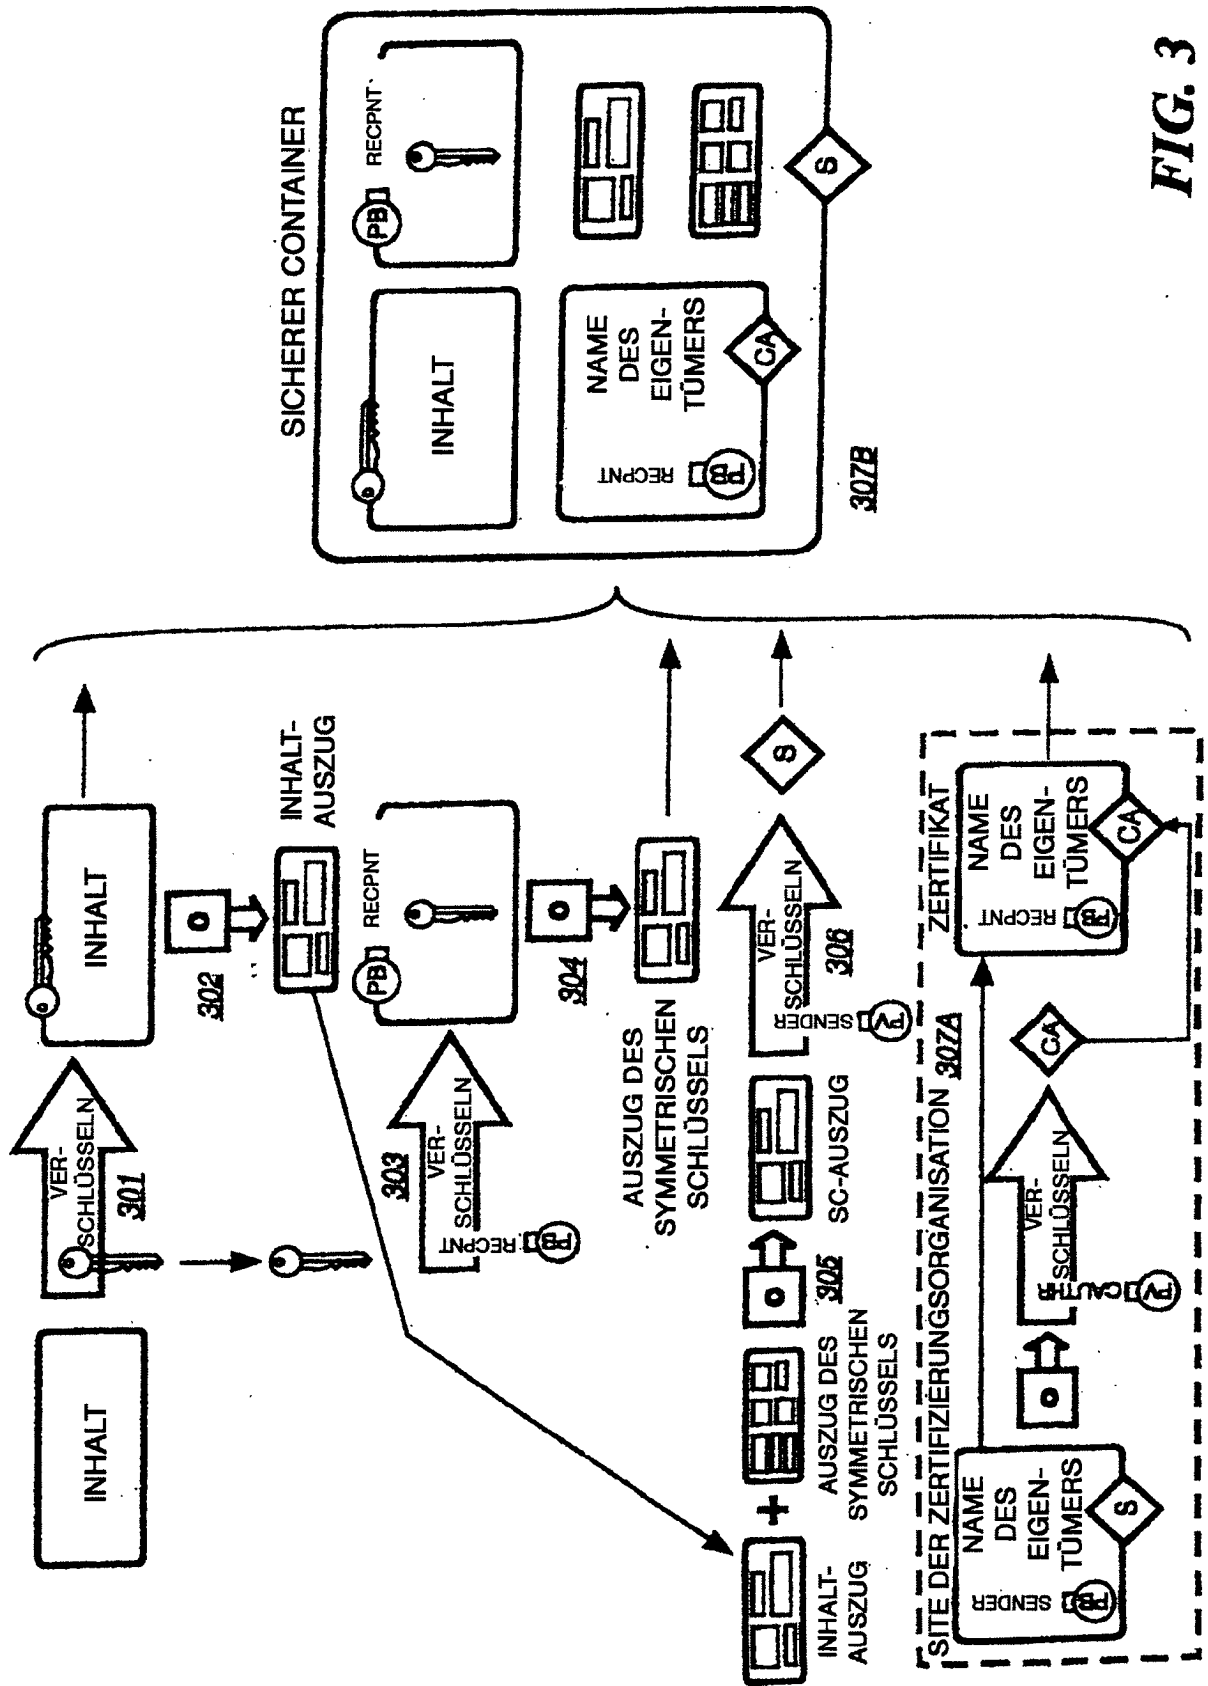 INHALT
VER-
SCHLÜSSELN
301
INHALT
302
INHALT-
AUSZUG
RECPNT
PB
303
VER-
SCHLÜSSELN
PB
RECPNT
304
AUSZUG DES
SYMMETRISCHEN
SCHLÜSSELS
INHALT-
AUSZUG
+
AUSZUG DES
SYMMETRISCHEN
SCHLÜSSELS
305
SC-AUSZUG
VER-
SCHLÜSSELN
SENDER
PV
306
S
SITE DER ZERTIFIZIERUNGSORGANISATION
307A
ZERTIFIKAT
NAME
DES
EIGEN-
TÜMERS
SENDER
PB
S
VER-
SCHLÜSSELN
PV
CA
NAME
DES
EIGEN-
TÜMERS
RECPNT
PB
CA
SICHERER CONTAINER
INHALT
PB
RECPNT
NAME
DES
EIGEN-
TÜMERS
RECPNT
PB
CA
S
307B
FIG. 3